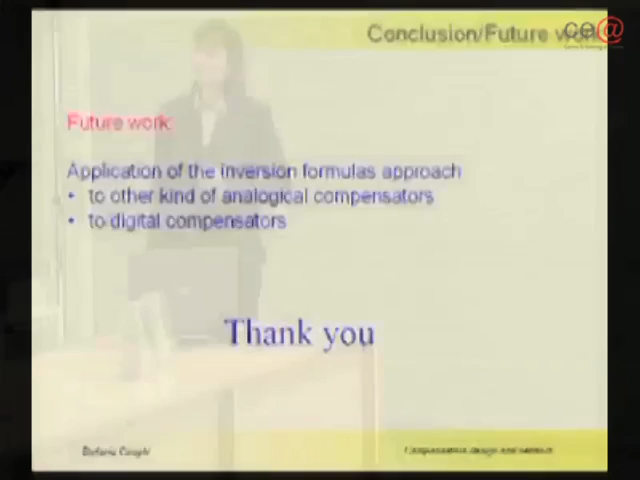 Conclusion/Future work
ce@
Future work:
Application of the inversion formulas approach
• to other kind of analogical compensators
• to digital compensators
Thank you